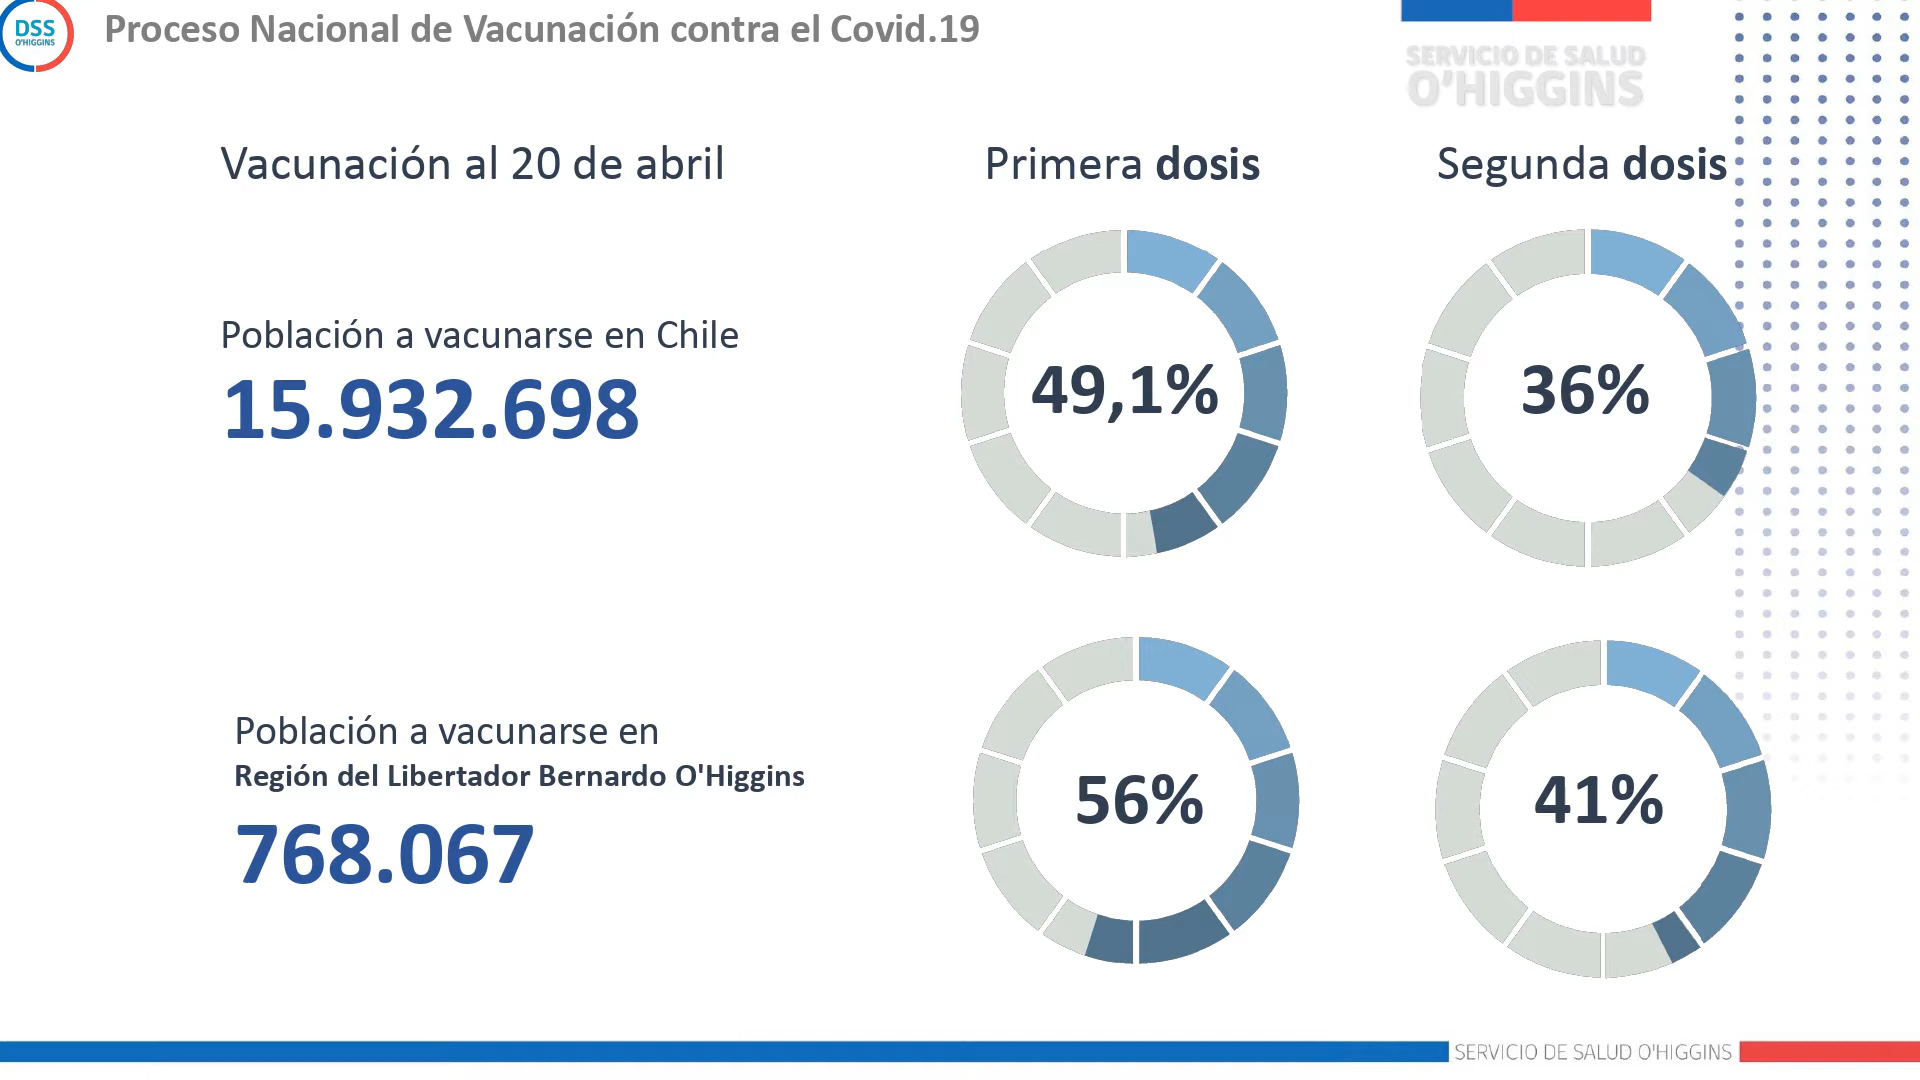 DSS
O'HIGGINS
Proceso Nacional de Vacunación contra el Covid.19
SERVICIO DE SALUD
O'HIGGINS
Vacunación al 20 de abril
Primera dosis
Segunda dosis
Población a vacunarse en Chile
15.932.698
49,1%
36%
Población a vacunarse en
Región del Libertador Bernardo O'Higgins
768.067
56%
41%
SERVICIO DE SALUD O'HIGGINS